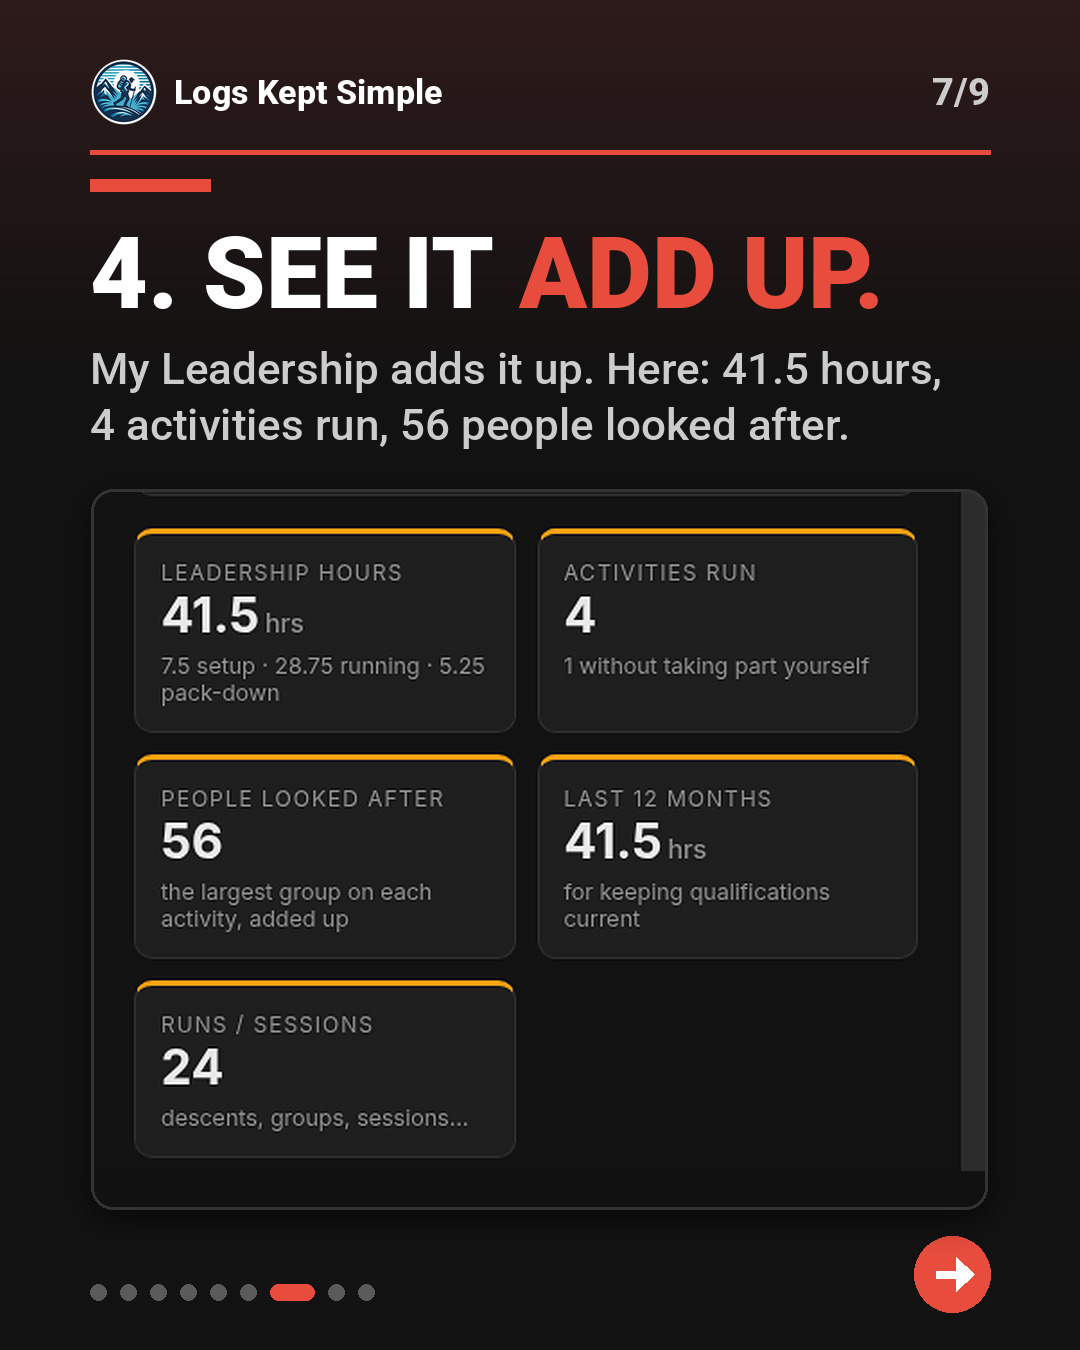 Logs Kept Simple
7/9
4. SEE IT ADD UP.
My Leadership adds it up. Here: 41.5 hours,
4 activities run, 56 people looked after.
LEADERSHIP HOURS
41.5 hrs
7.5 setup · 28.75 running · 5.25
pack-down
ACTIVITIES RUN
4
1 without taking part yourself
PEOPLE LOOKED AFTER
56
the largest group on each
activity, added up
LAST 12 MONTHS
41.5 hrs
for keeping qualifications
current
RUNS / SESSIONS
24
descents, groups, sessions...